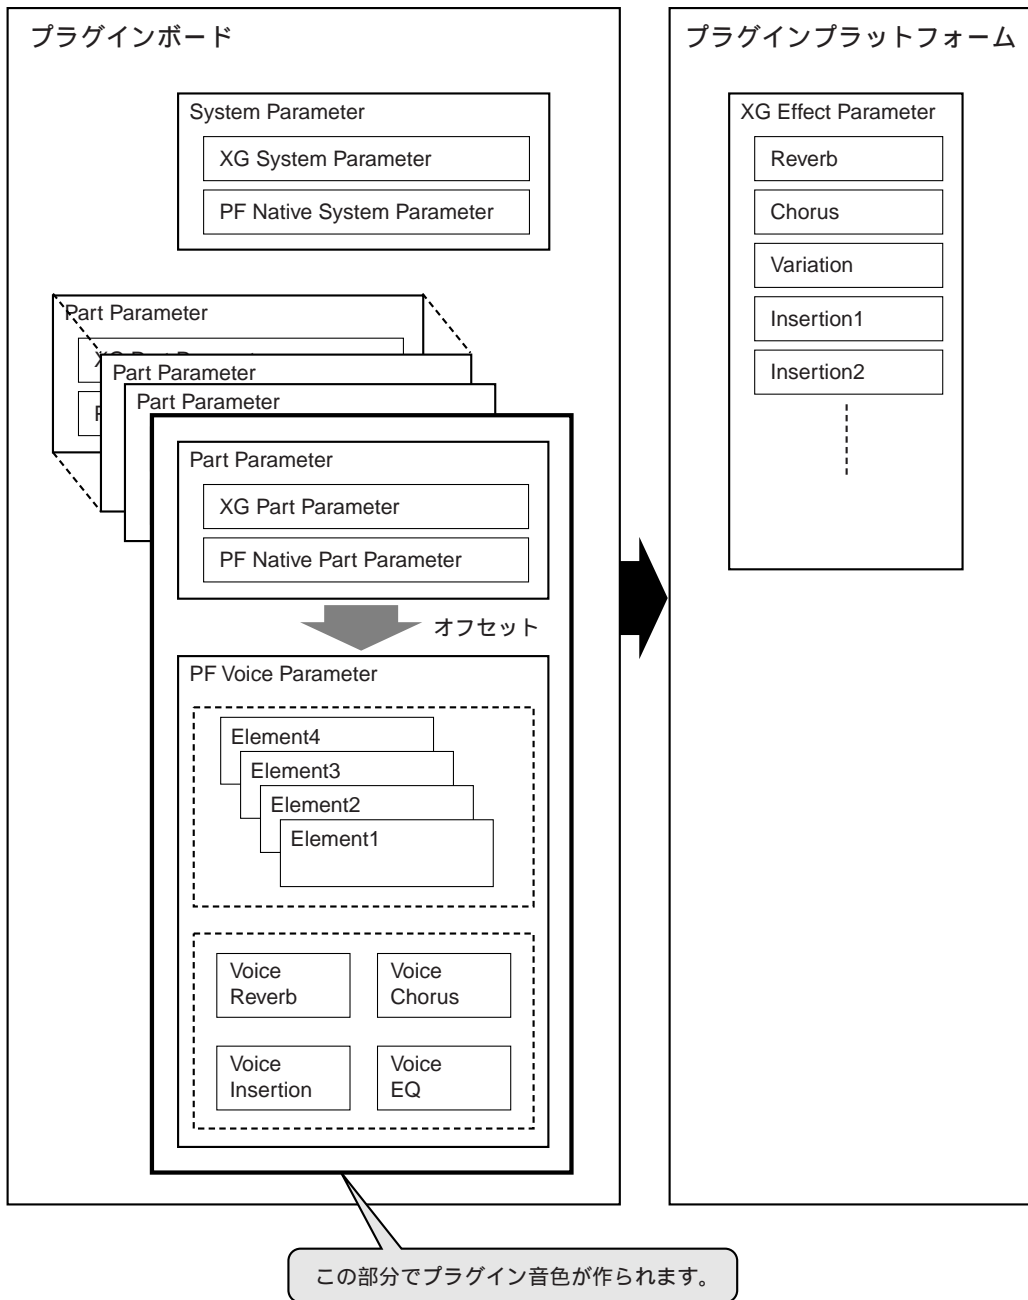 プラグインボード
System Parameter
XG System Parameter
PF Native System Parameter
Part Parameter
XG Part Parameter
Part Parameter
Part Parameter
Part Parameter
XG Part Parameter
PF Native Part Parameter
オフセット
PF Voice Parameter
Element4
Element3
Element2
Element1
Voice
Reverb
Voice
Chorus
Voice
Insertion
Voice
EQ
この部分でプラグイン音色が作られます。
プラグインプラットフォーム
XG Effect Parameter
Reverb
Chorus
Variation
Insertion1
Insertion2